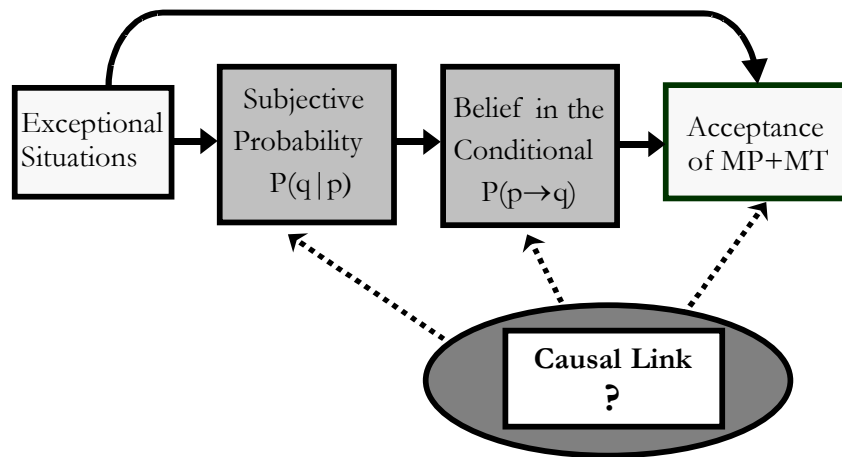 Exceptional
Situations
Subjective
Probability
P(q|p)
Belief in the
Conditional
P(p→q)
Acceptance
of MP+MT
Causal Link
?